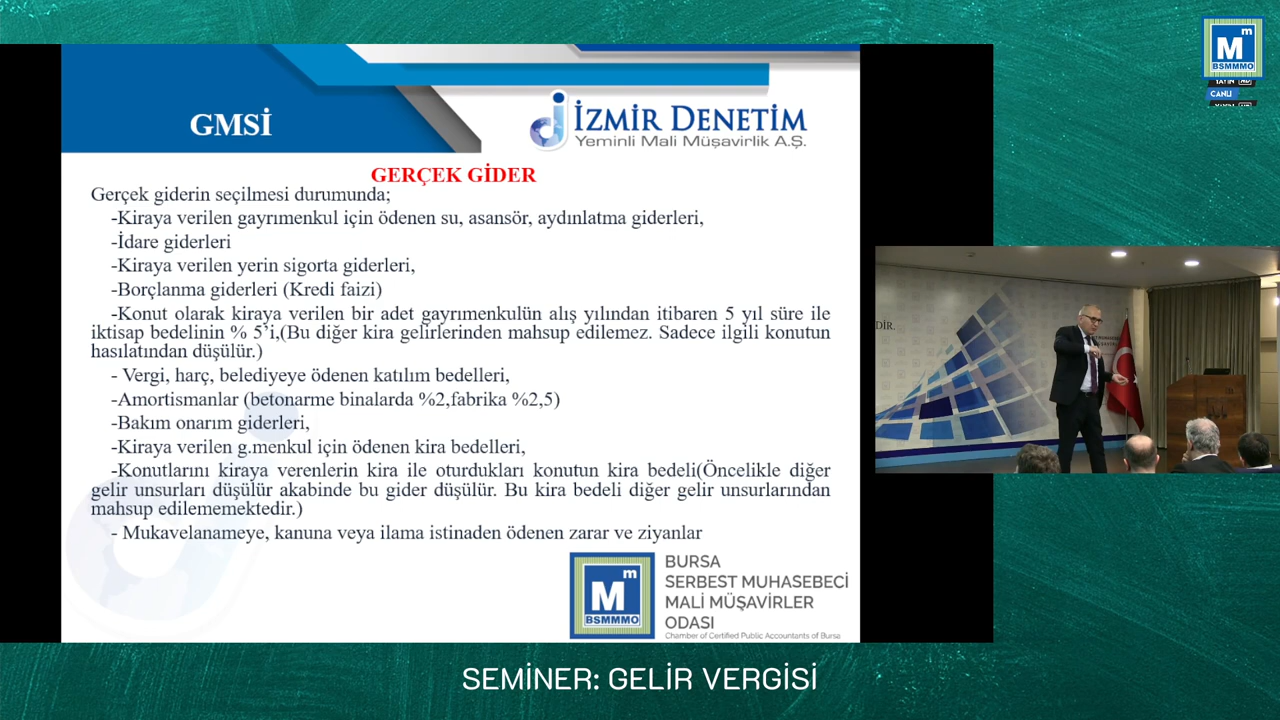 GMSİ
İZMİR DENETİM
Yeminli Mali Müşavirlik A.Ş.
GERÇEK GİDER
Gerçek giderin seçilmesi durumunda;
-Kiraya verilen gayrımenkul için ödenen su, asansör, aydınlatma giderleri,
-İdare giderleri
-Kiraya verilen yerin sigorta giderleri,
-Borçlanma giderleri (Kredi faizi)
-Konut olarak kiraya verilen bir adet gayrımenkulün alış yılından itibaren 5 yıl süre ile
iktisap bedelinin % 5’i,(Bu diğer kira gelirlerinden mahsup edilemez. Sadece ilgili konutun
hasılatından düşülür.)
- Vergi, harç, belediyeye ödenen katılım bedelleri,
-Amortismanlar (betonarme binalarda %2,fabrika %2,5)
-Bakım onarım giderleri,
-Kiraya verilen g.menkul için ödenen kira bedelleri,
-Konutlarını kiraya verenlerin kira ile oturdukları konutun kira bedeli(Öncelikle diğer
gelir unsurları düşülür akabinde bu gider düşülür. Bu kira bedeli diğer gelir unsurlarından
mahsup edilememektedir.)
- Mukavelanameye, kanuna veya ilama istinaden ödenen zarar ve ziyanlar
Mm
BSMMMO
BURSA
SERBEST MUHASEBECİ
MALİ MÜŞAVİRLER
ODASI
Chamber of Certified Public Accountants of Bursa
Mm
BSMMMO
CANLI
DİR.
SEMİNER: GELİR VERGİSİ